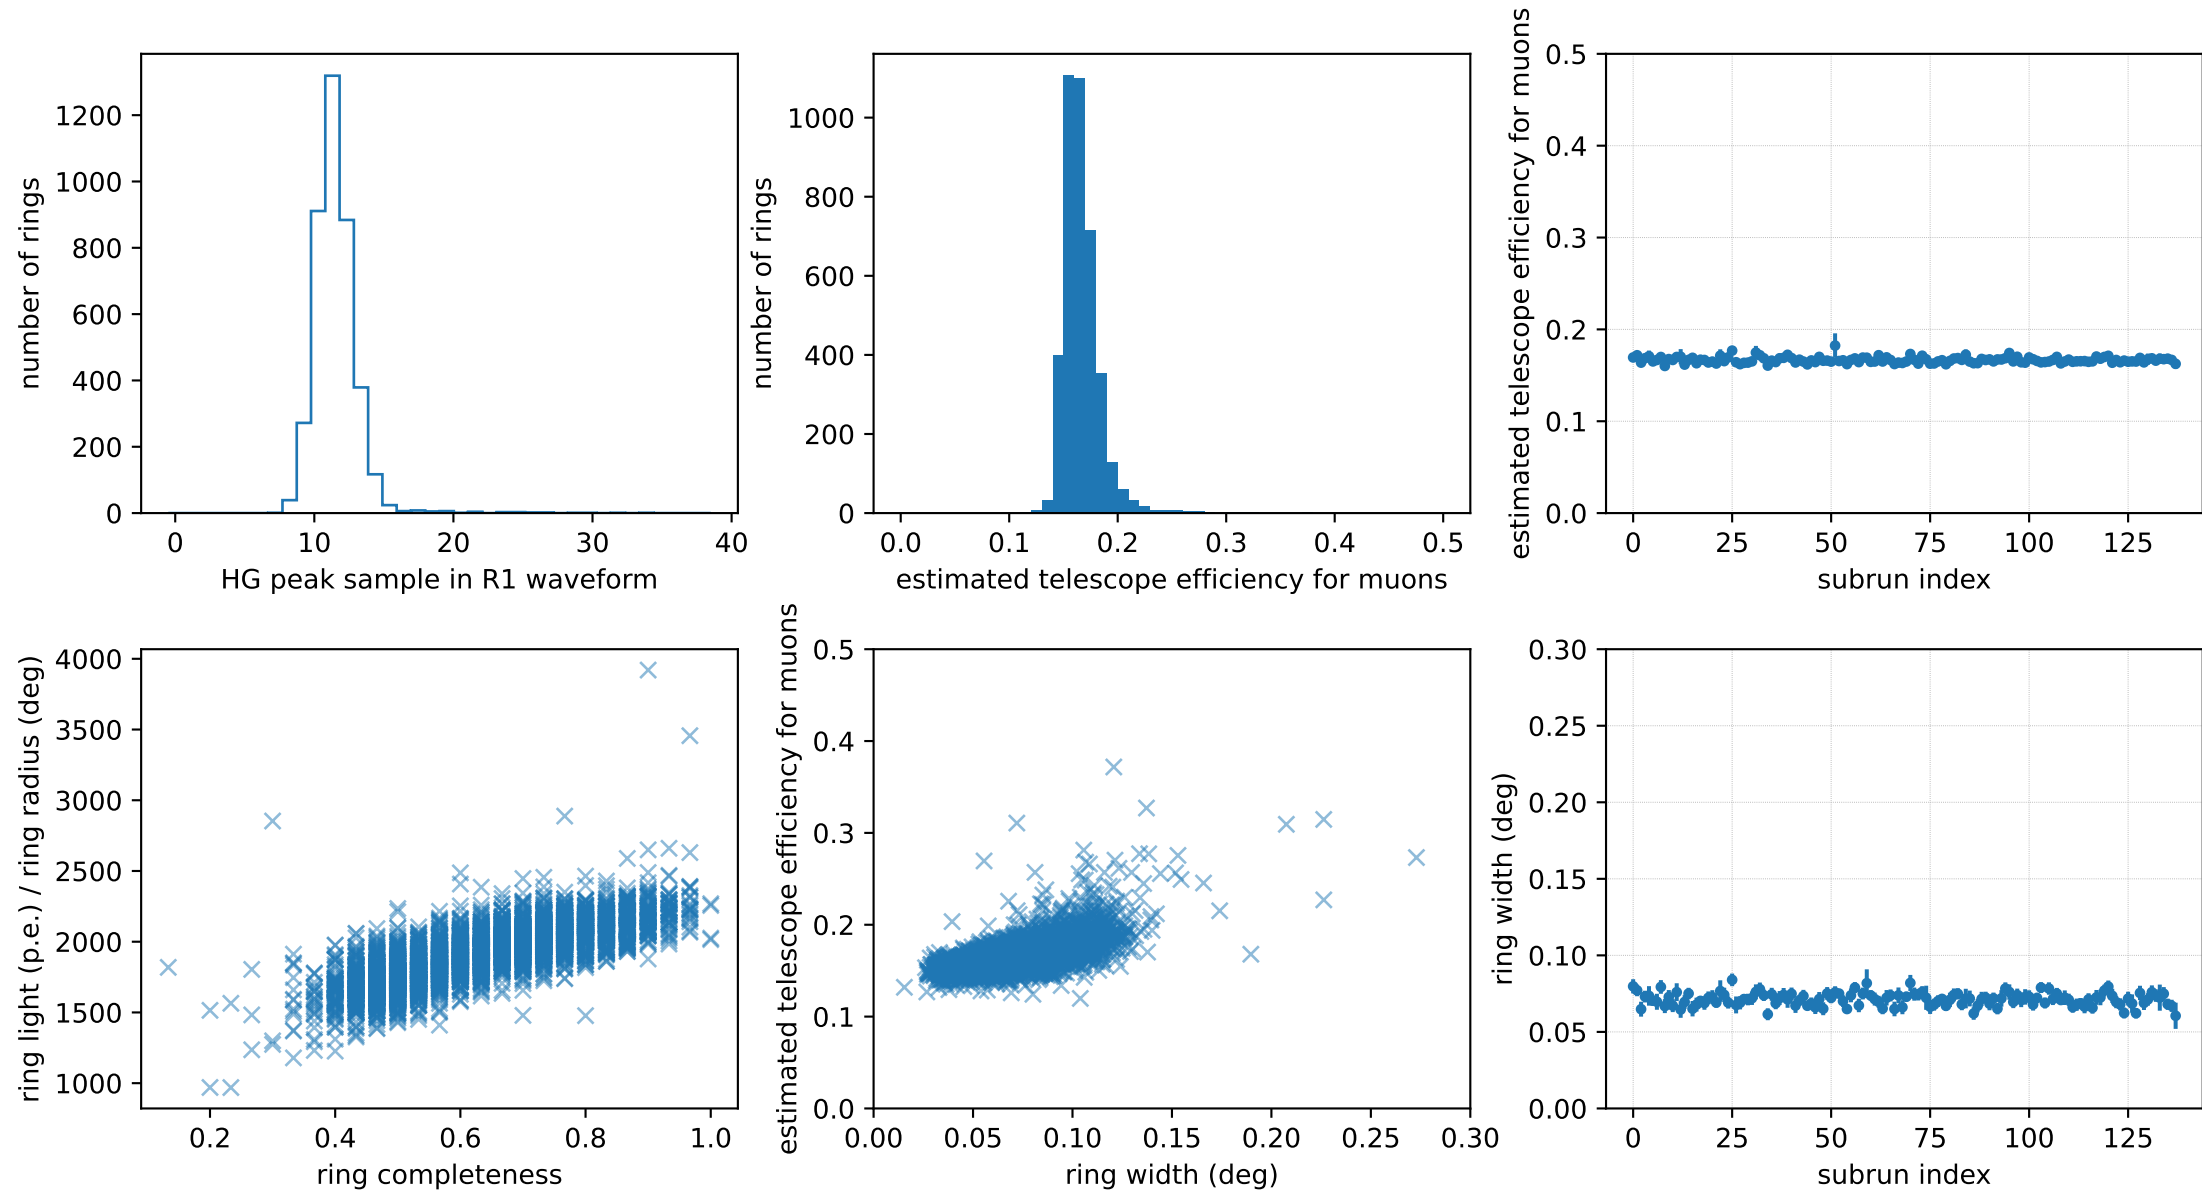 number of rings
1200
1000
800
600
400
200
0
0 10 20 30 40
HG peak sample in R1 waveform
number of rings
1000
800
600
400
200
0
0.0 0.1 0.2 0.3 0.4 0.5
estimated telescope efficiency for muons
estimated telescope efficiency for muons
0.5
0.4
0.3
0.2
0.1
0.0
0 25 50 75 100 125
subrun index
ring light (p.e.) / ring radius (deg)
4000
3500
3000
2500
2000
1500
1000
0.2 0.4 0.6 0.8 1.0
ring completeness
estimated telescope efficiency for muons
0.5
0.4
0.3
0.2
0.1
0.0
0.00 0.05 0.10 0.15 0.20 0.25 0.30
ring width (deg)
ring width (deg)
0.30
0.25
0.20
0.15
0.10
0.05
0.00
0 25 50 75 100 125
subrun index